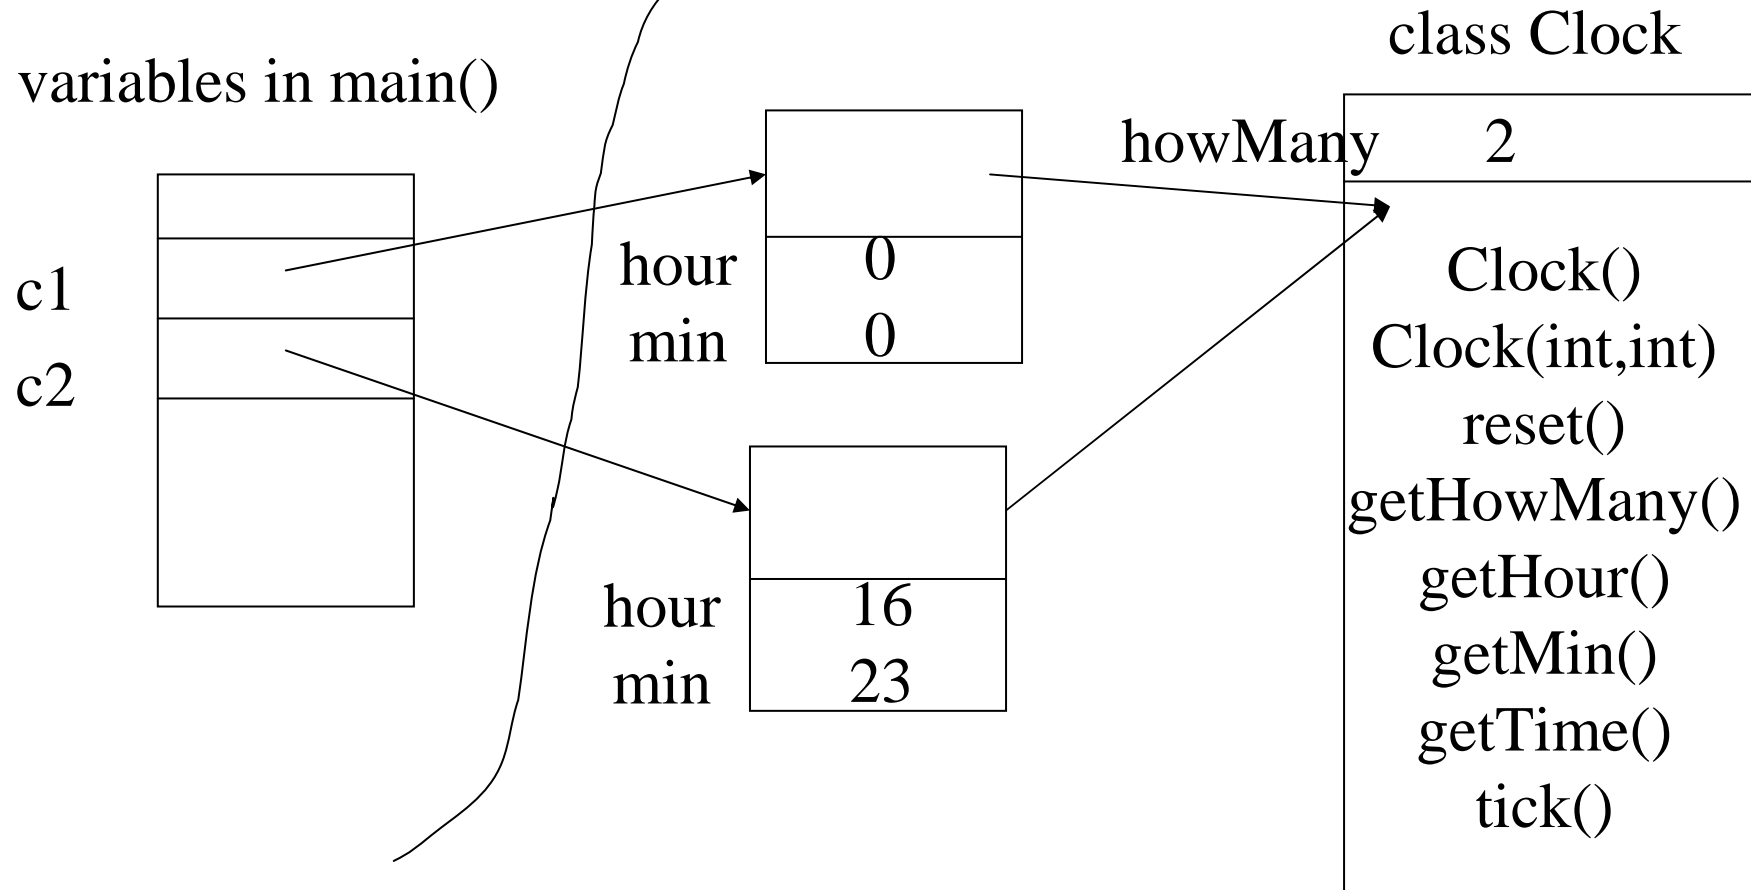 variables in main()
c1
c2
hour 0
min 0
hour 16
min 23
class Clock
howMany 2
Clock()
Clock(int,int)
reset()
getHowMany()
getHour()
getMin()
getTime()
tick()